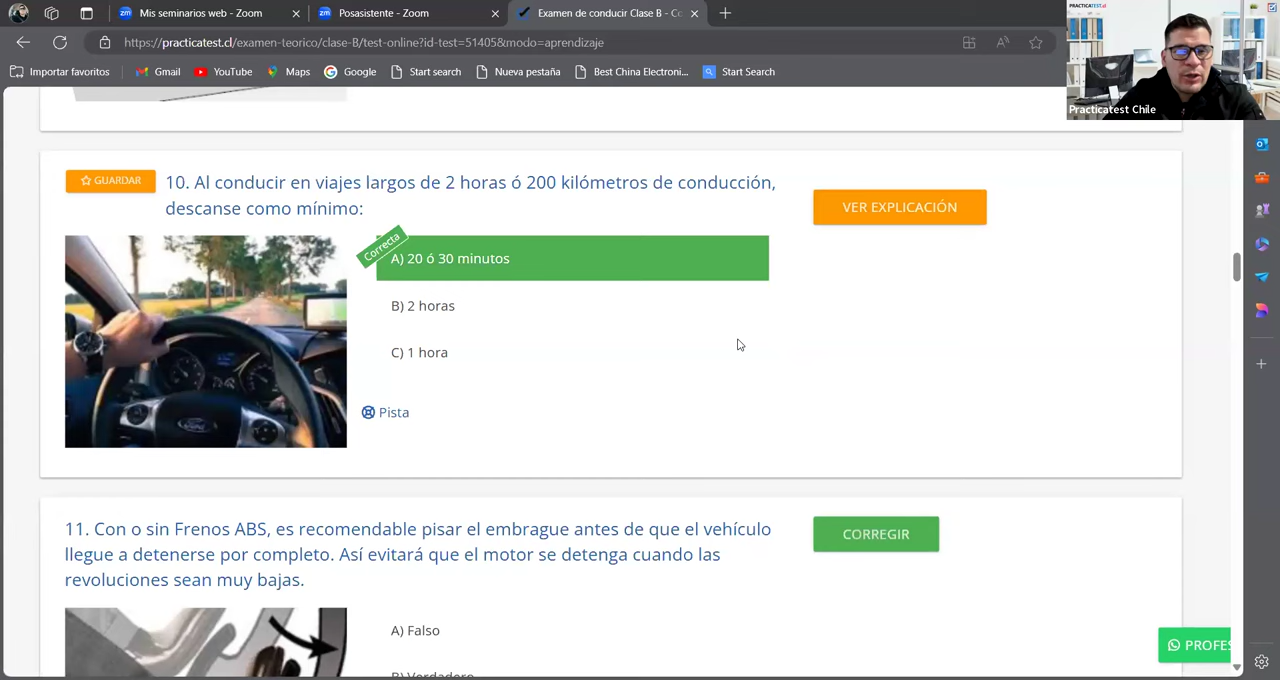 Mis seminarios web - Zoom
Posasistente - Zoom
Examen de conducir Clase B - Cc
https://practicatest.cl/examen-teorico/clase-B/test-online?id-test=51405&modo=aprendizaje
Importar favoritos
Gmail
YouTube
Maps
Google
Start search
Nueva pestaña
Best China Electroni...
Start Search
PRACTICATEST.cl
Practicatest Chile
GUARDAR
10. Al conducir en viajes largos de 2 horas ó 200 kilómetros de conducción,
descanse como mínimo:
VER EXPLICACIÓN
Correcta
A) 20 ó 30 minutos
B) 2 horas
C) 1 hora
Pista
11. Con o sin Frenos ABS, es recomendable pisar el embrague antes de que el vehículo
llegue a detenerse por completo. Así evitará que el motor se detenga cuando las
revoluciones sean muy bajas.
CORREGIR
A) Falso
B) Verdadero
PROFES